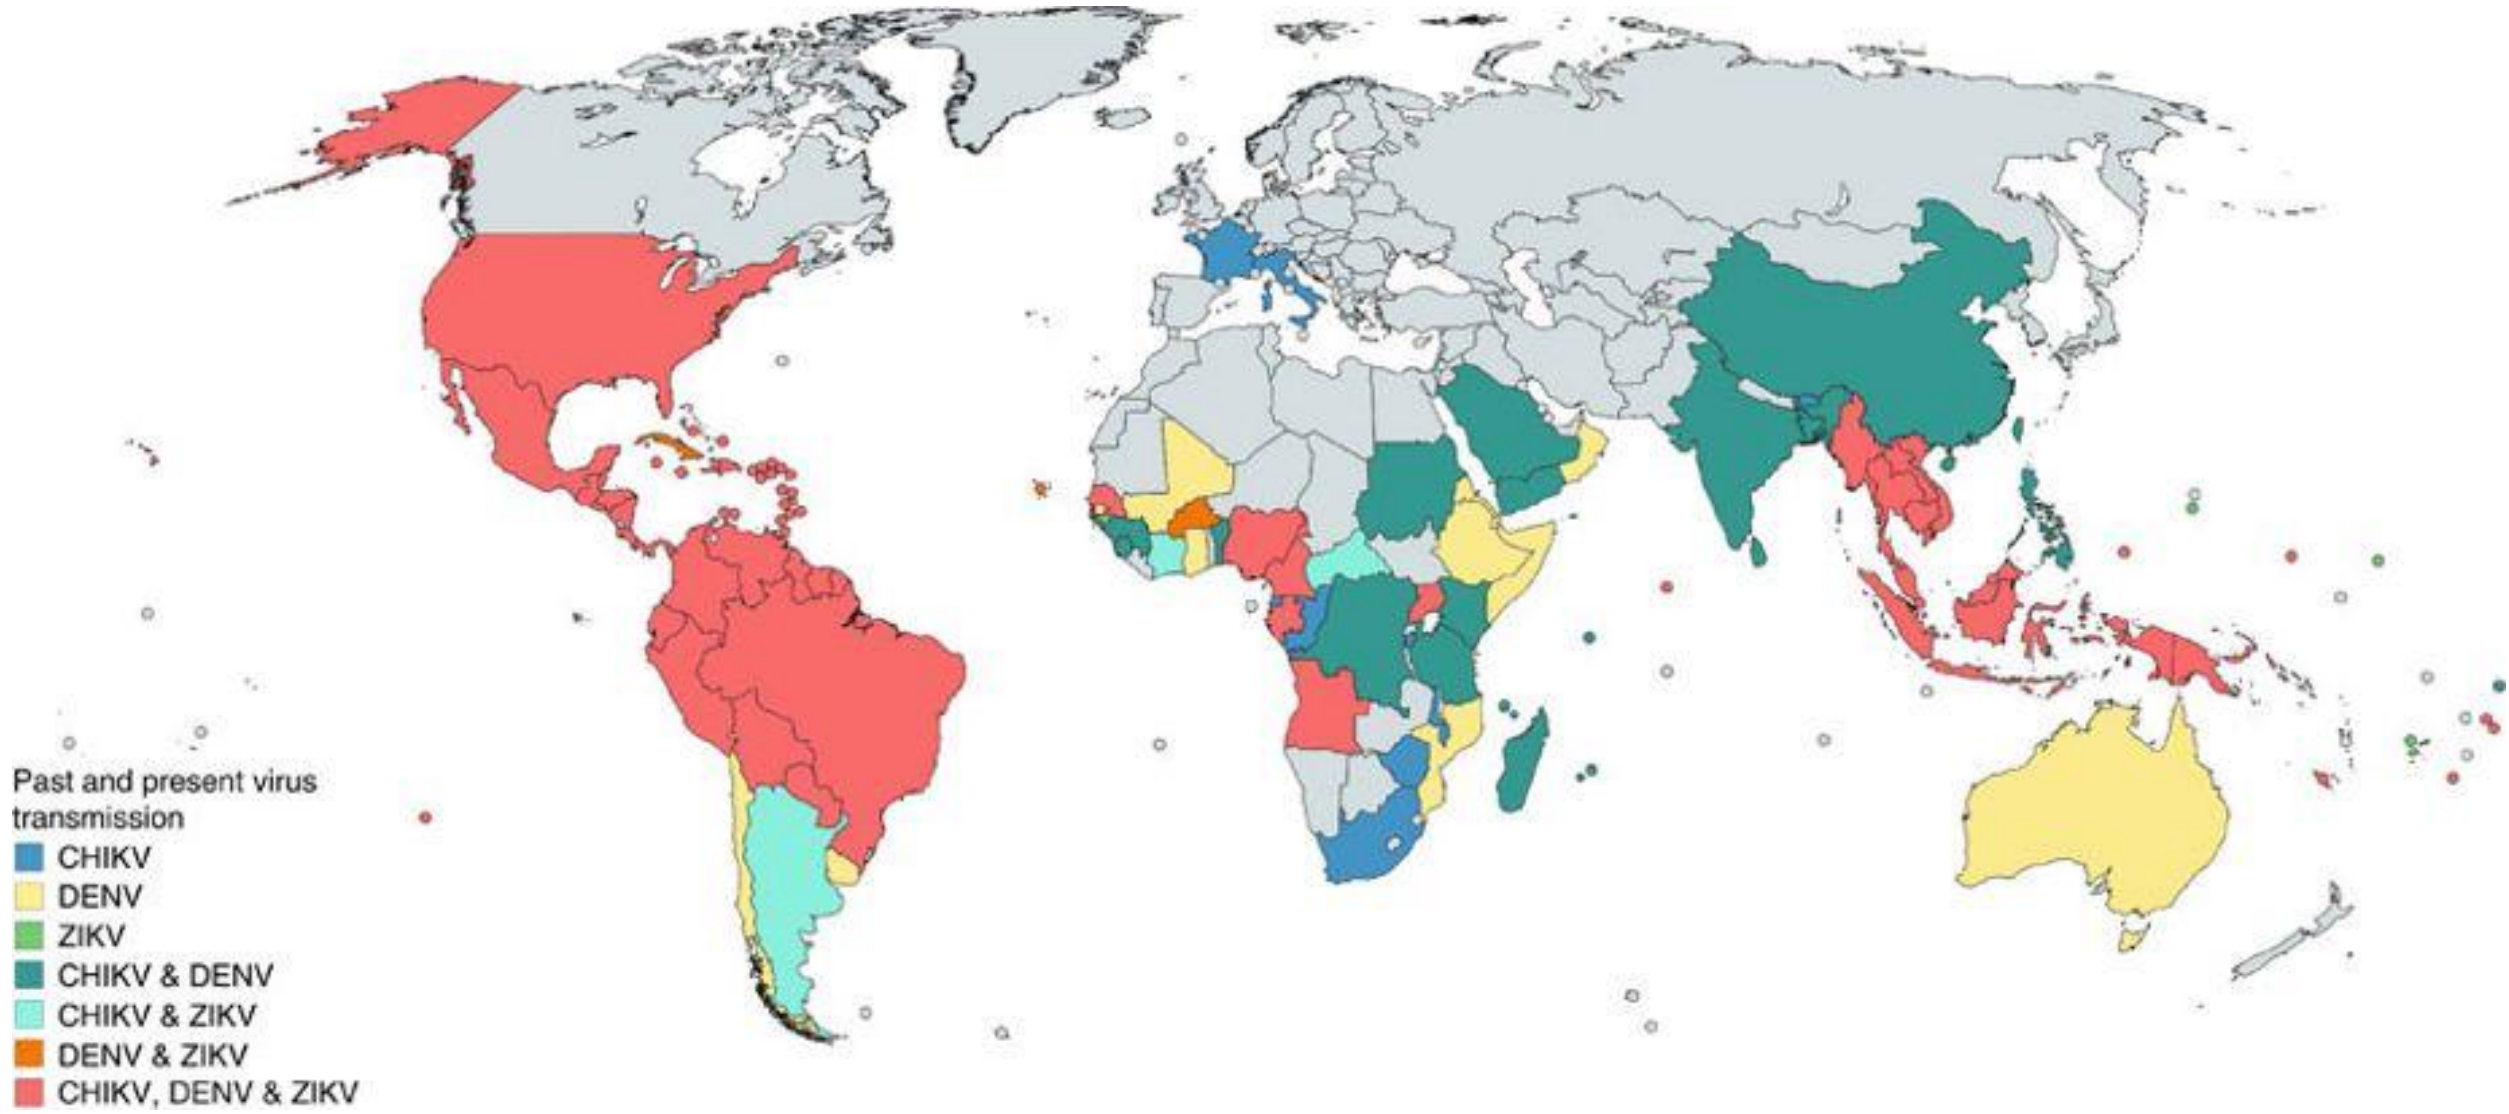 Past and present virus
transmission
CHIKV
DENV
ZIKV
CHIKV & DENV
CHIKV & ZIKV
DENV & ZIKV
CHIKV, DENV & ZIKV